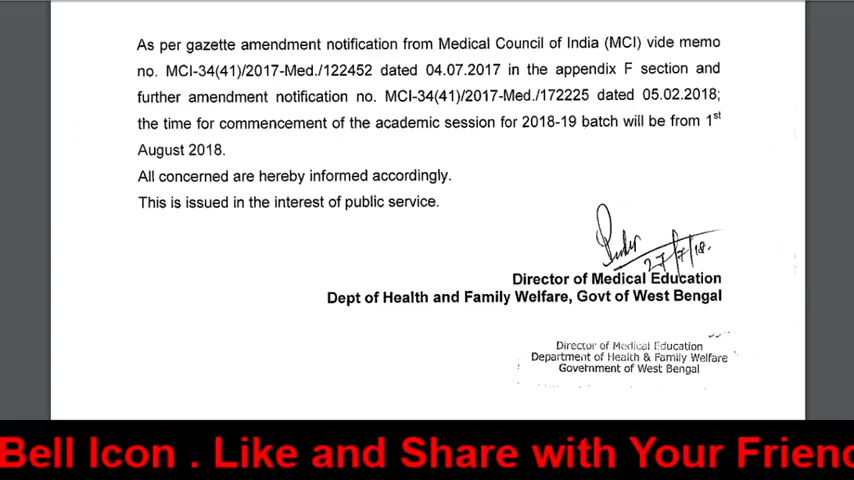 As per gazette amendment notification from Medical Council of India (MCI) vide memo
no. MCI-34(41)/2017-Med./122452 dated 04.07.2017 in the appendix F section and
further amendment notification no. MCI-34(41)/2017-Med./172225 dated 05.02.2018;
the time for commencement of the academic session for 2018-19 batch will be from 1st
August 2018.
All concerned are hereby informed accordingly.
This is issued in the interest of public service.
27/7/18.
Director of Medical Education
Dept of Health and Family Welfare, Govt of West Bengal
Director of Medical Education
Department of Health & Family Welfare
Government of West Bengal
Bell Icon . Like and Share with Your Friend